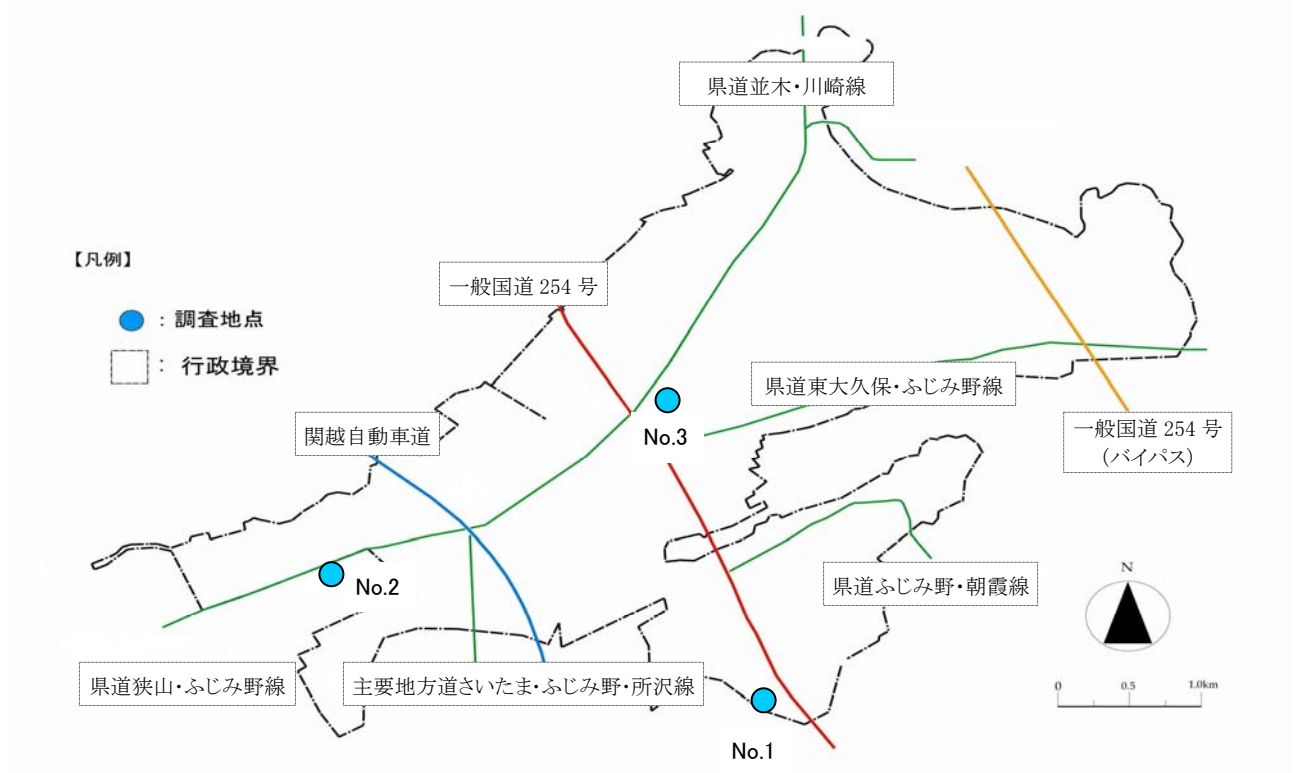 県道並木・川崎線
【凡例】
一般国道 254 号
：調査地点
： 行政境界
県道東大久保・ふじみ野線
関越自動車道
No.3
一般国道 254 号
(バイパス)
No.2
県道ふじみ野・朝霞線
N
県道狭山・ふじみ野線
主要地方道さいたま・ふじみ野・所沢線
0 0.5 1.0km
No.1